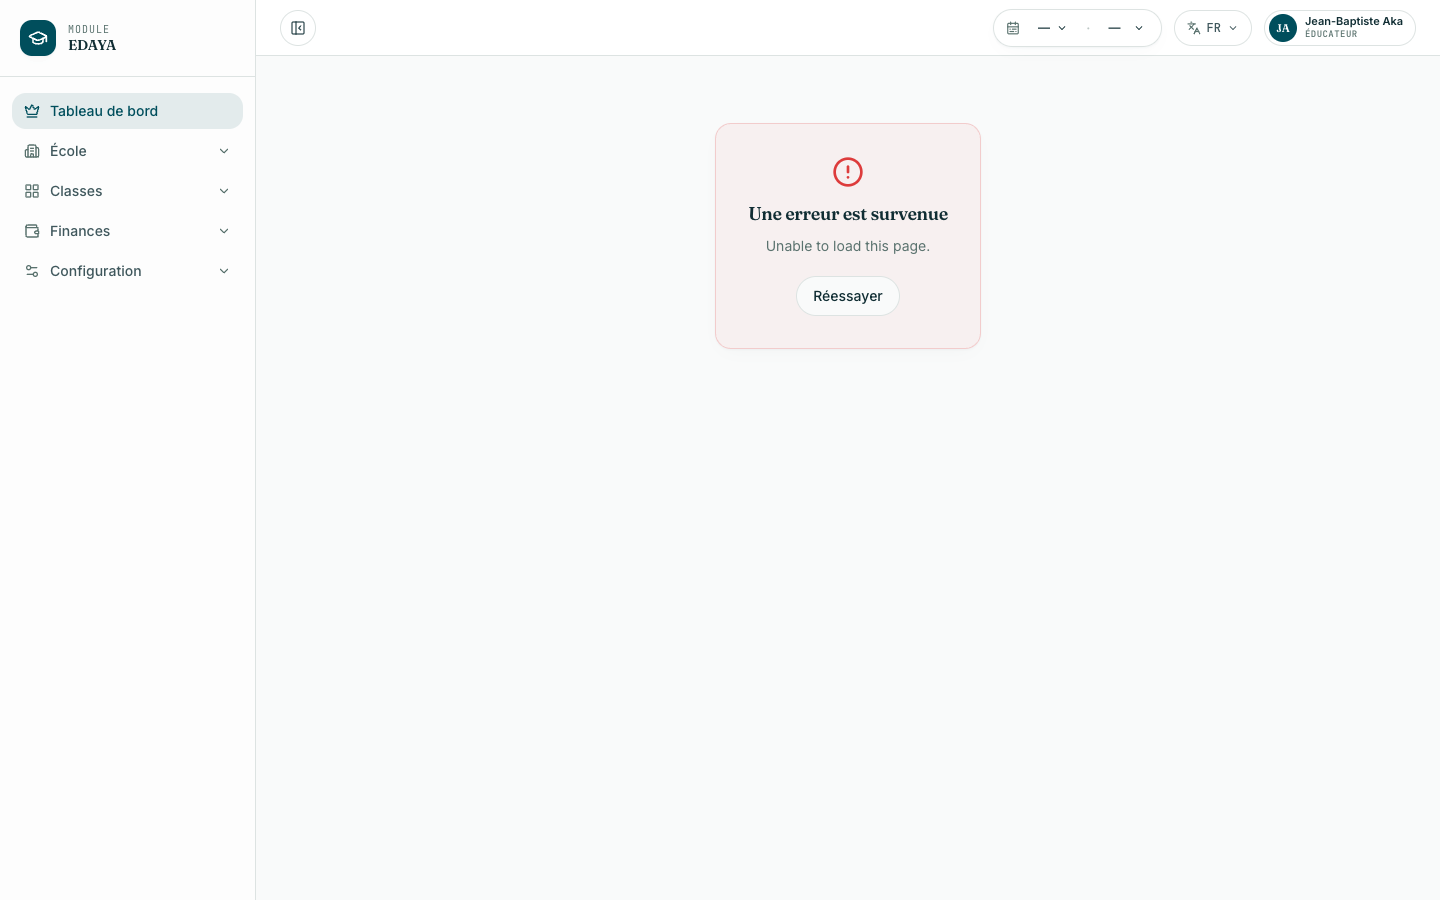 MODULE
EDAYA
Tableau de bord
École
Classes
Finances
Configuration
— · —
FR
JA
Jean-Baptiste Aka
ÉDUCATEUR
Une erreur est survenue
Unable to load this page.
Réessayer